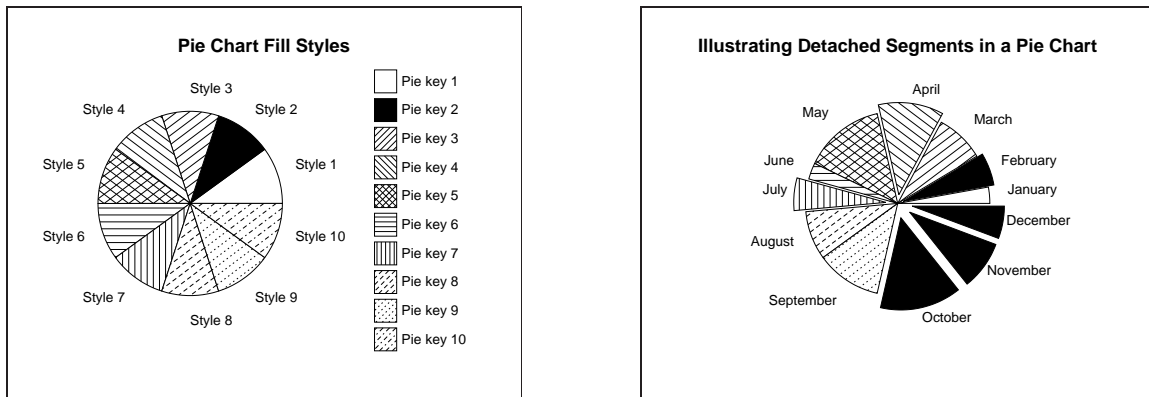 Pie Chart Fill Styles
Style 3
Style 4
Style 2
Style 5
Style 1
Style 6
Style 10
Style 7
Style 9
Style 8
Pie key 1
Pie key 2
Pie key 3
Pie key 4
Pie key 5
Pie key 6
Pie key 7
Pie key 8
Pie key 9
Pie key 10
Illustrating Detached Segments in a Pie Chart
April
May
March
June
February
July
January
December
August
November
September
October